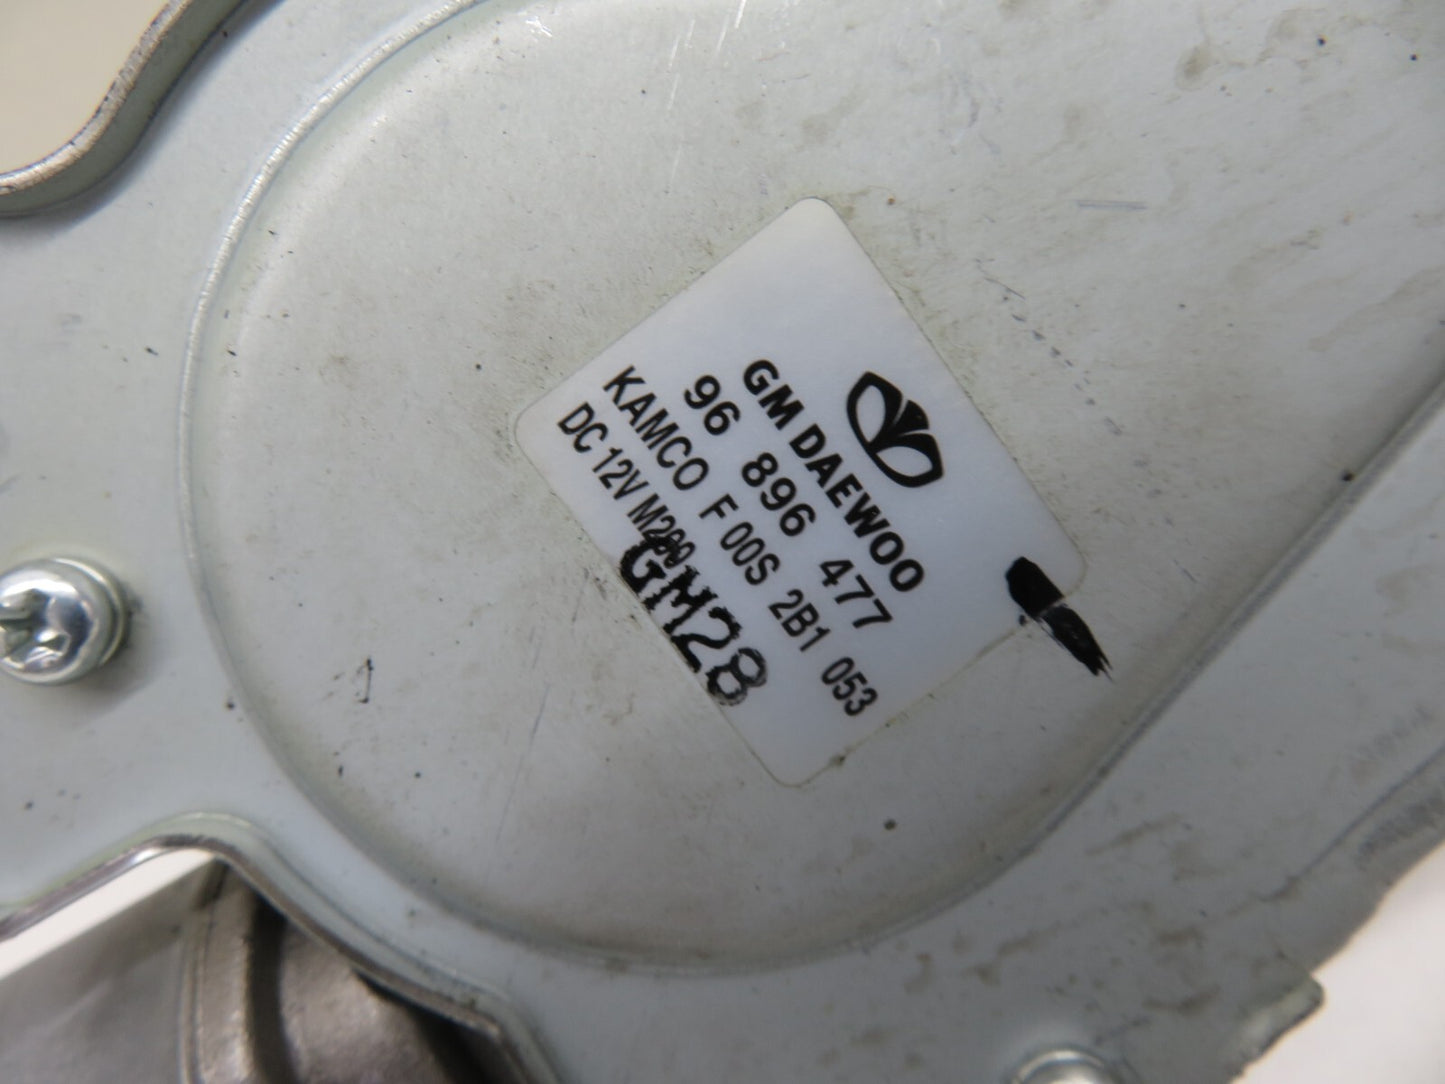 GM DAEWOO
96 896 477
KAMCO F 00S 2B1 053
DC 12V M200
GM28